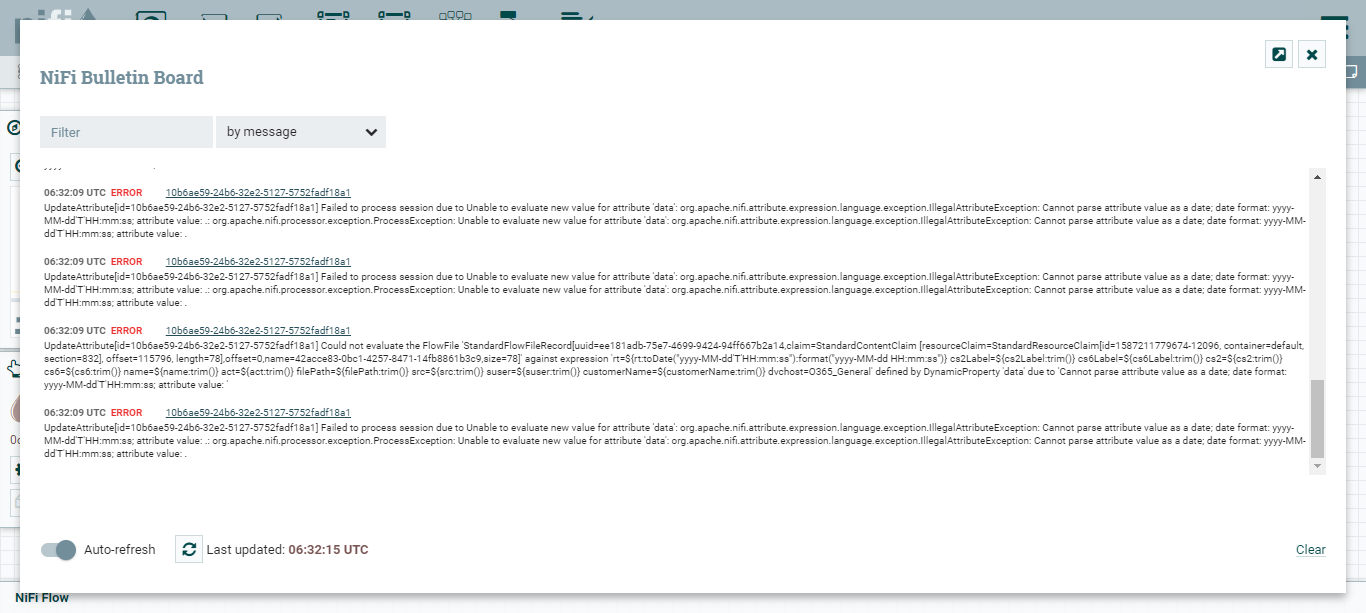 nifi
NiFi Bulletin Board
Filter
by message
06:32:09 UTC ERROR 10b6ae59-24b6-32e2-5127-5752fadf18a1
UpdateAttribute[id=10b6ae59-24b6-32e2-5127-5752fadf18a1] Failed to process session due to Unable to evaluate new value for attribute 'data': org.apache.nifi.attribute.expression.language.exception.IllegalAttributeException: Cannot parse attribute value as a date; date format: yyyy-
MM-dd'T'HH:mm:ss; attribute value: .: org.apache.nifi.processor.exception.ProcessException: Unable to evaluate new value for attribute 'data': org.apache.nifi.attribute.expression.language.exception.IllegalAttributeException: Cannot parse attribute value as a date; date format: yyyy-MM-
dd'T'HH:mm:ss; attribute value: .
06:32:09 UTC ERROR 10b6ae59-24b6-32e2-5127-5752fadf18a1
UpdateAttribute[id=10b6ae59-24b6-32e2-5127-5752fadf18a1] Failed to process session due to Unable to evaluate new value for attribute 'data': org.apache.nifi.attribute.expression.language.exception.IllegalAttributeException: Cannot parse attribute value as a date; date format: yyyy-
MM-dd'T'HH:mm:ss; attribute value: .: org.apache.nifi.processor.exception.ProcessException: Unable to evaluate new value for attribute 'data': org.apache.nifi.attribute.expression.language.exception.IllegalAttributeException: Cannot parse attribute value as a date; date format: yyyy-MM-
dd'T'HH:mm:ss; attribute value: .
06:32:09 UTC ERROR 10b6ae59-24b6-32e2-5127-5752fadf18a1
UpdateAttribute[id=10b6ae59-24b6-32e2-5127-5752fadf18a1] Could not evaluate the FlowFile 'StandardFlowFileRecord[uuid=ee181adb-75e7-4699-9424-94ff667b2a14,claim=StandardContentClaim [resourceClaim=StandardResourceClaim[id=1587211779674-12096, container=default,
section=832], offset=115796, length=78],offset=0,name=42acce83-0bc1-4257-8471-14fb8861b3c9,size=78]' against expression 'rt=${rt:toDate("yyyy-MM-dd'T'HH:mm:ss"):format("yyyy-MM-dd HH:mm:ss")} cs2Label=${cs2Label:trim()} cs6Label=${cs6Label:trim()} cs2=${cs2:trim()}
cs6=${cs6:trim()} name=${name:trim()} act=${act:trim()} filePath=${filePath:trim()} src=${src:trim()} suser=${suser:trim()} customerName=${customerName:trim()} dvchost=O365_General' defined by DynamicProperty 'data' due to 'Cannot parse attribute value as a date; date format:
yyyy-MM-dd'T'HH:mm:ss; attribute value: '
06:32:09 UTC ERROR 10b6ae59-24b6-32e2-5127-5752fadf18a1
UpdateAttribute[id=10b6ae59-24b6-32e2-5127-5752fadf18a1] Failed to process session due to Unable to evaluate new value for attribute 'data': org.apache.nifi.attribute.expression.language.exception.IllegalAttributeException: Cannot parse attribute value as a date; date format: yyyy-
MM-dd'T'HH:mm:ss; attribute value: .: org.apache.nifi.processor.exception.ProcessException: Unable to evaluate new value for attribute 'data': org.apache.nifi.attribute.expression.language.exception.IllegalAttributeException: Cannot parse attribute value as a date; date format: yyyy-MM-
dd'T'HH:mm:ss; attribute value: .
Auto-refresh
Last updated: 06:32:15 UTC
Clear
NiFi Flow